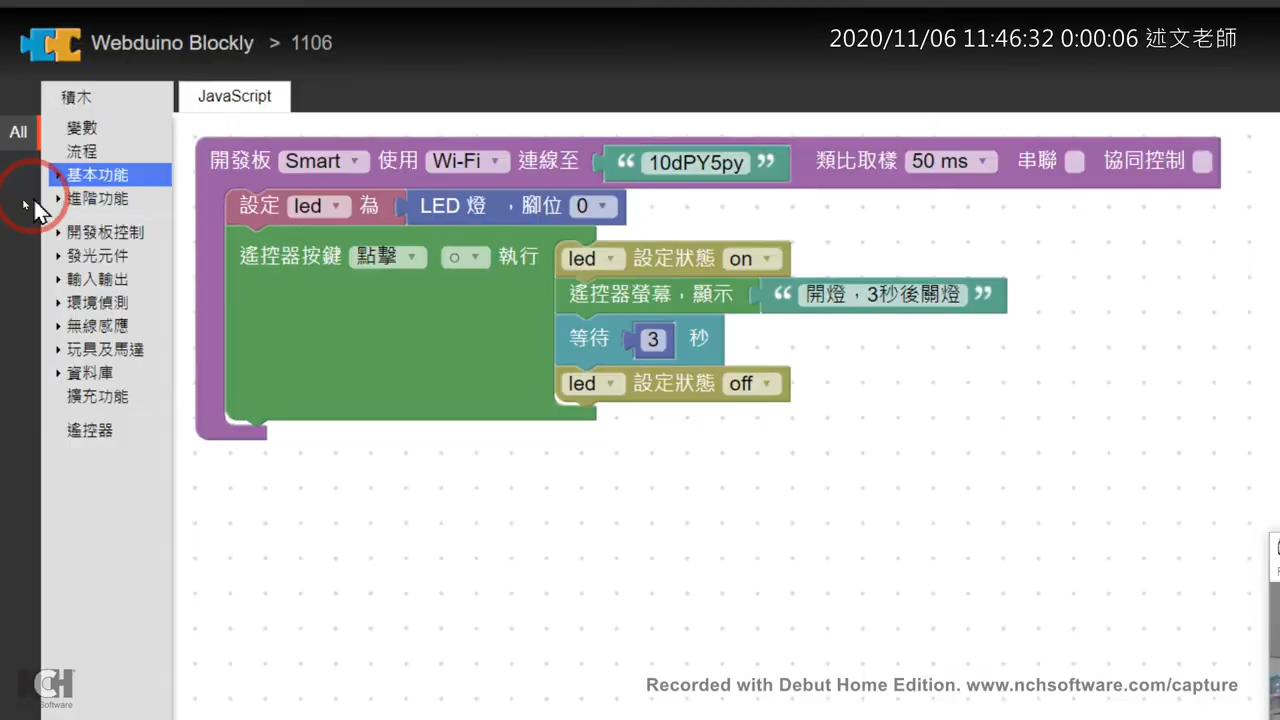 Webduino Blockly > 1106
2020/11/06 11:46:32 0:00:06 述文老師
積木
JavaScript
All
變數
流程
基本功能
進階功能
開發板控制
發光元件
輸入輸出
環境偵測
無線感應
玩具及馬達
資料庫
擴充功能
遙控器
開發板 Smart 使用 Wi-Fi 連線至 “ 10dPY5py ” 類比取樣 50 ms 串聯 協同控制
設定 led 為 LED 燈 ,腳位 0
遙控器按鍵 點擊 ○ 執行
led 設定狀態 on
遙控器螢幕,顯示 “ 開燈,3秒後關燈 ”
等待 3 秒
led 設定狀態 off
NCH
Software
Recorded with Debut Home Edition. www.nchsoftware.com/capture